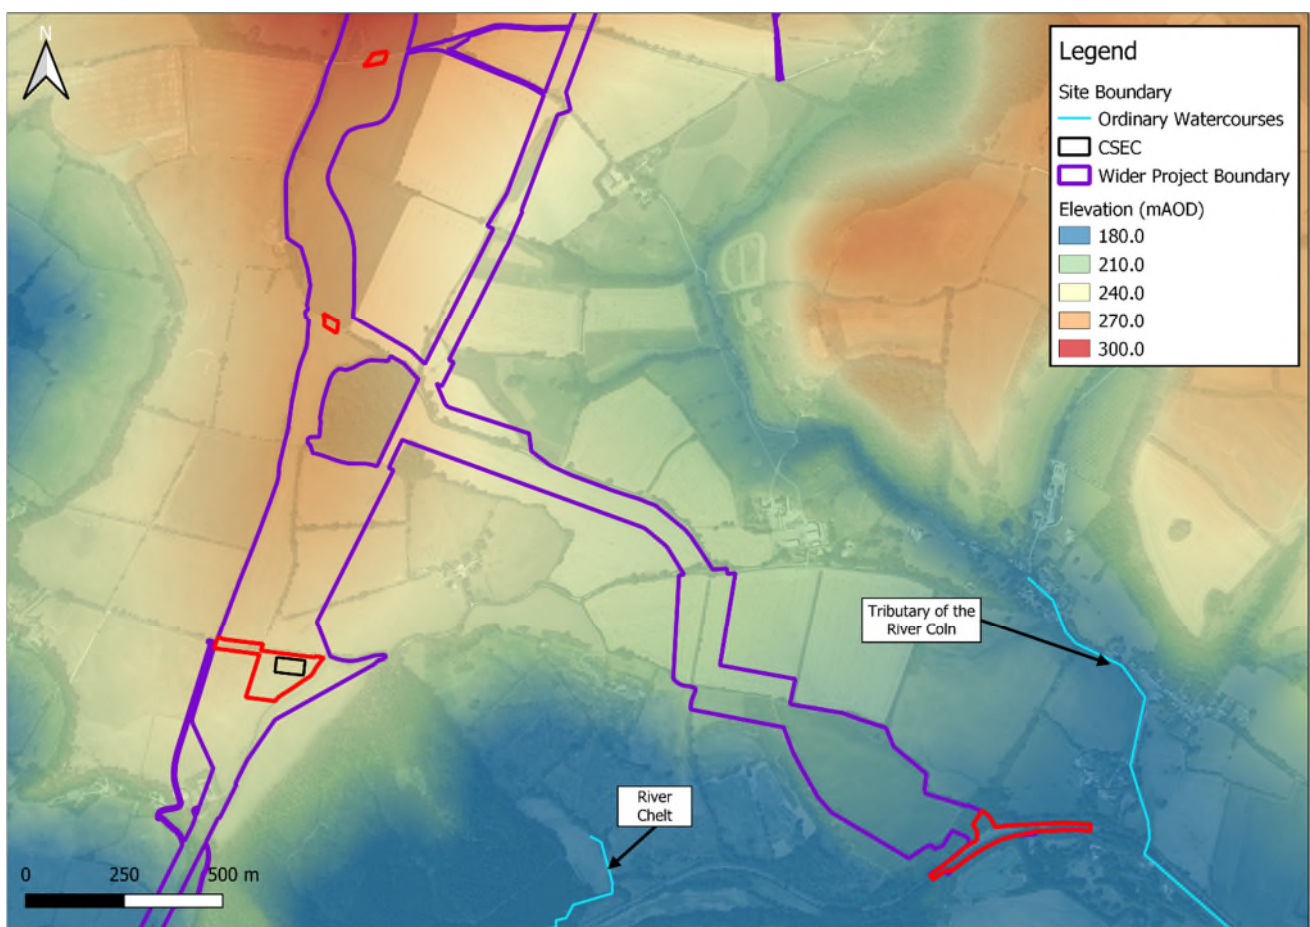 N
Legend
Site Boundary
Ordinary Watercourses
CSEC
Wider Project Boundary
Elevation (mAOD)
180.0
210.0
240.0
270.0
300.0
Tributary of the
River Coln
River
Chelt
0 250 500 m